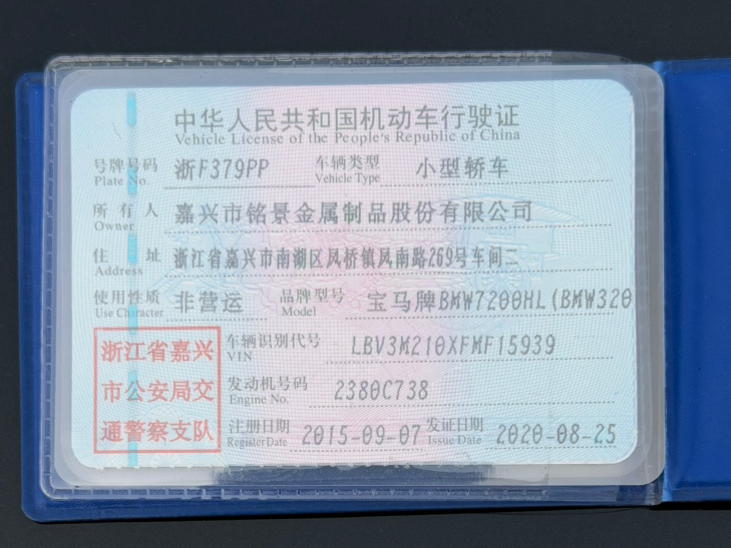 中华人民共和国机动车行驶证
Vehicle License of the People's Republic of China
号牌号码 浙F379PP 车辆类型 小型轿车
Plate No. Vehicle Type
所有人 嘉兴市铭景金属制品股份有限公司
Owner
住址 浙江省嘉兴市南湖区凤桥镇凤南路269号车间二
Address
使用性质 非营运 品牌型号 宝马牌BMW7200HL(BMW320
Use Character Model
浙江省嘉兴
市公安局交
通警察支队
车辆识别代号 LBV3M210XFMF15939
VIN
发动机号码 2380C738
Engine No.
注册日期 2015-09-07 发证日期 2020-08-25
Register Date Issue Date